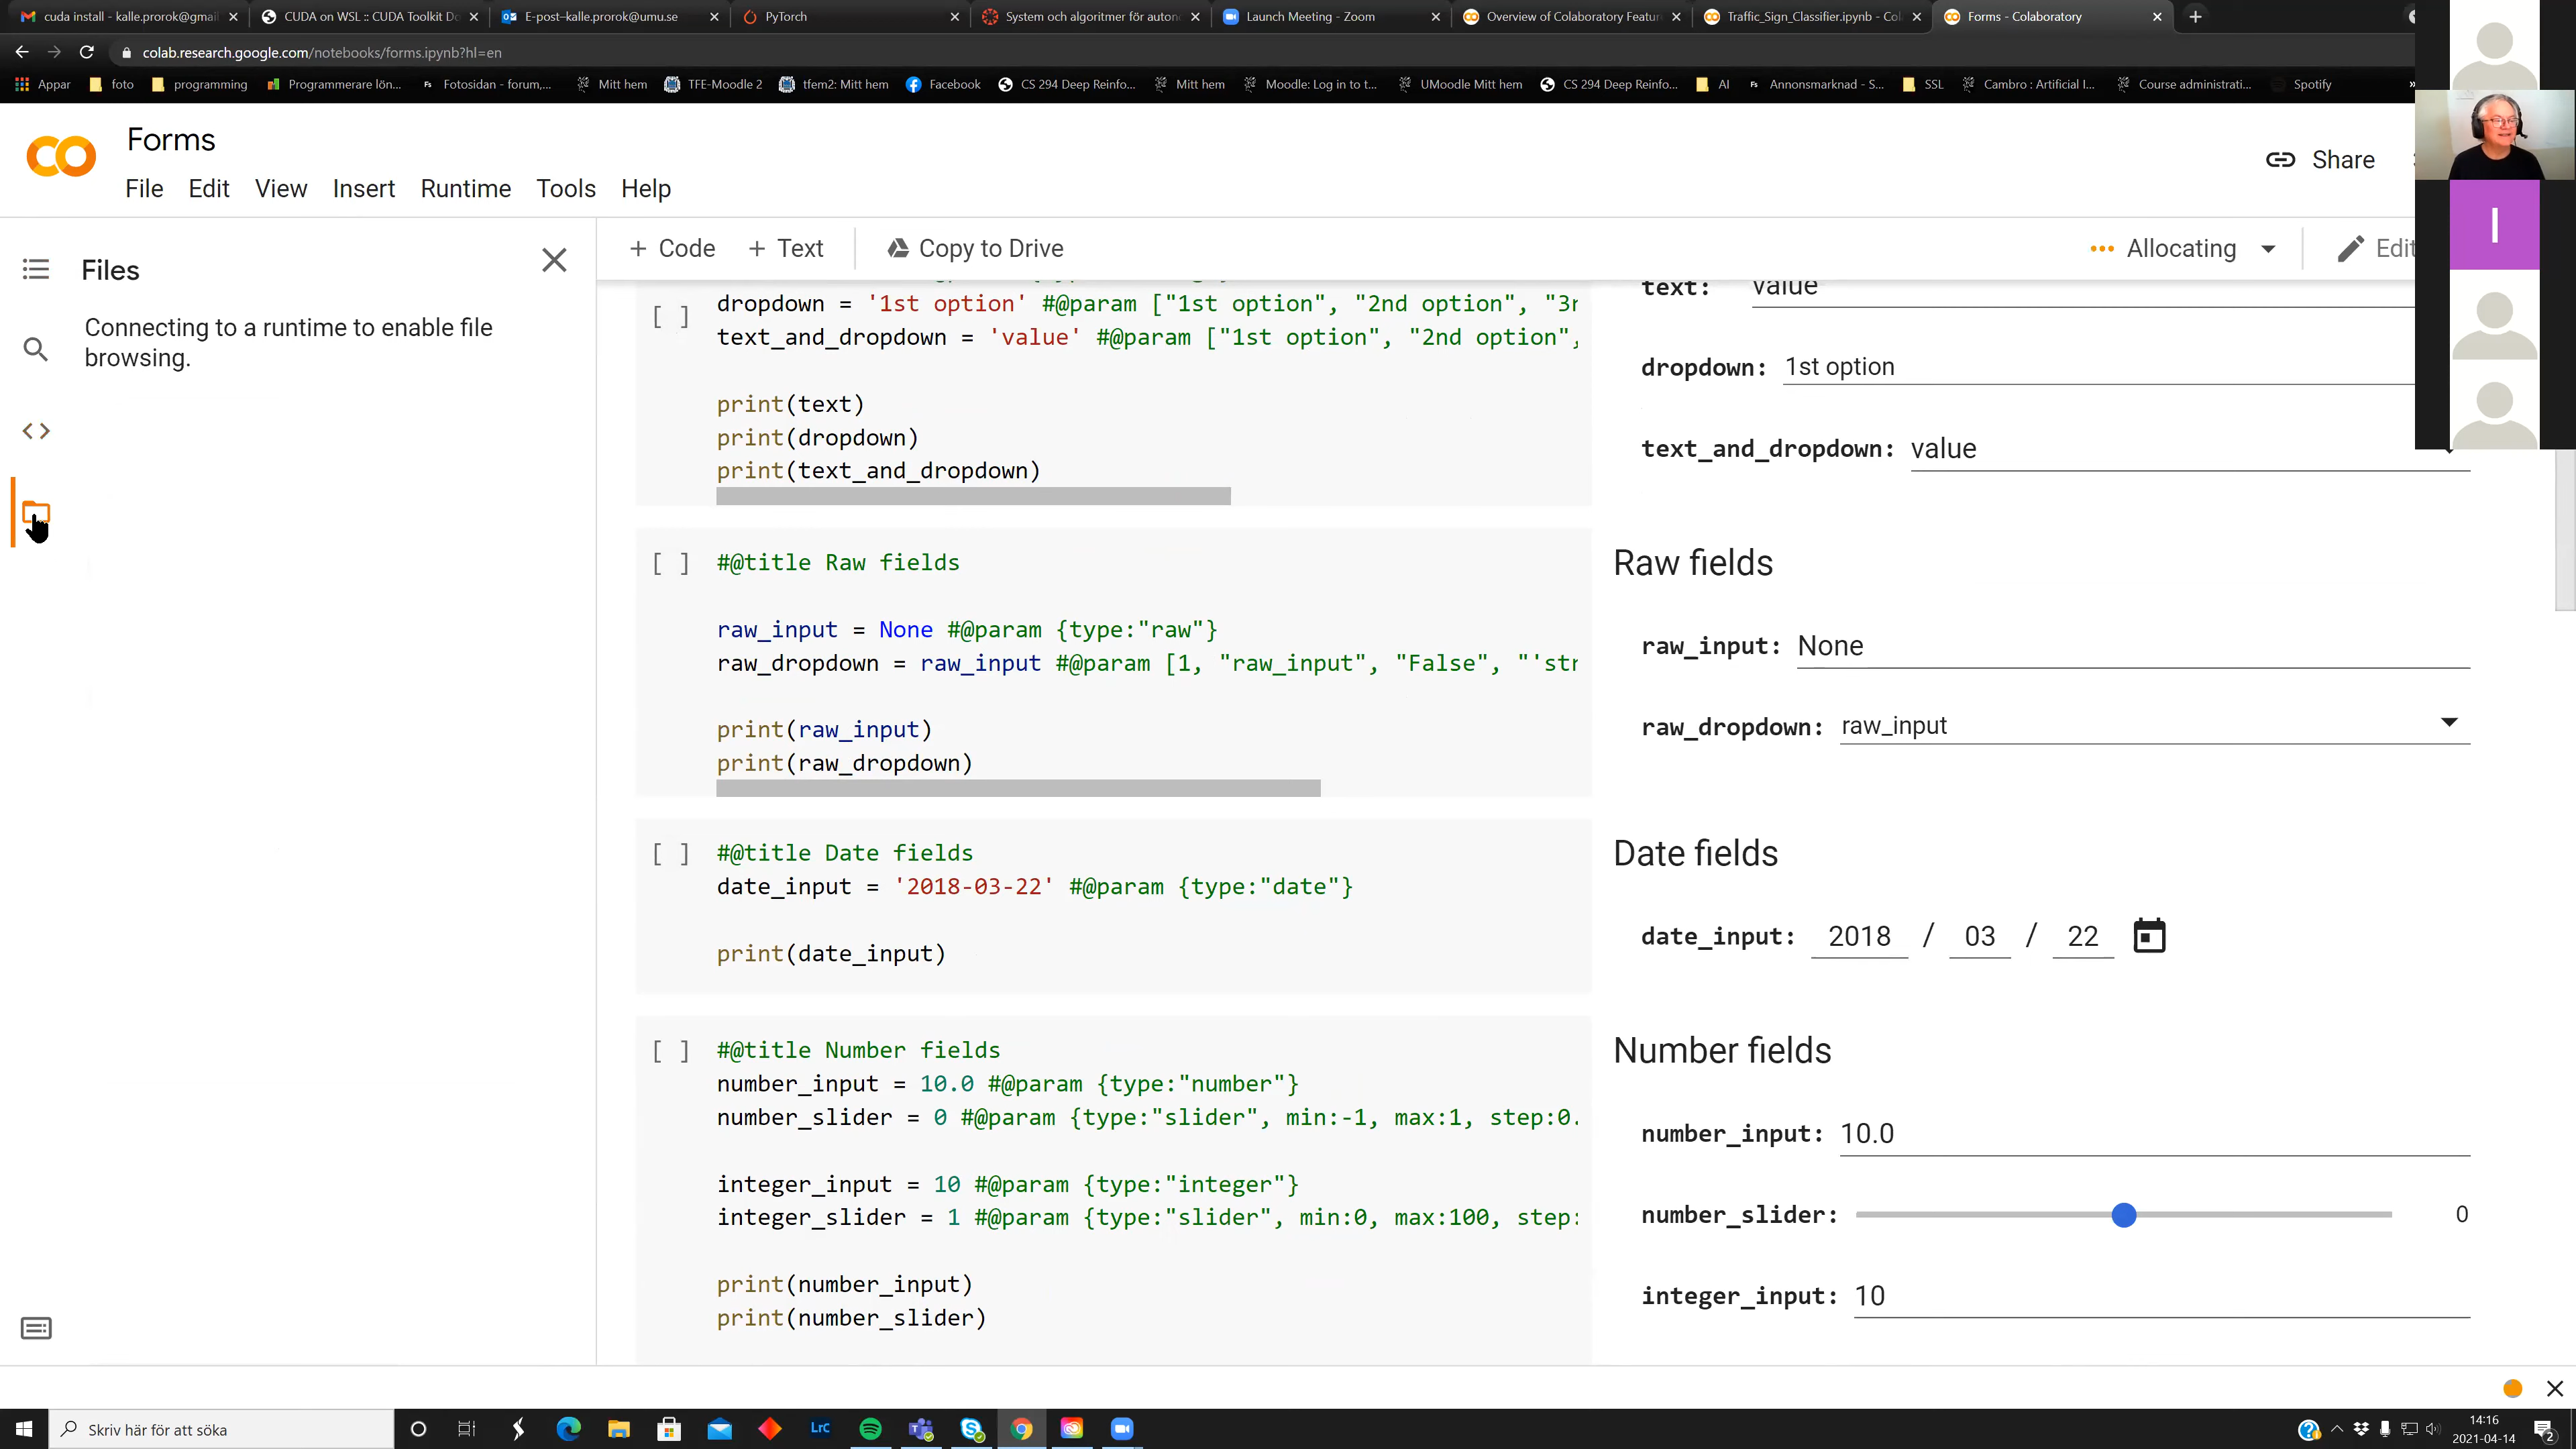 cuda install - kalle.prorok@gmail
CUDA on WSL :: CUDA Toolkit Do
E-post–kalle.prorok@umu.se
PyTorch
System och algoritmer för auton
Launch Meeting - Zoom
Overview of Colaboratory Featur
Traffic_Sign_Classifier.ipynb - Col
Forms - Colaboratory
colab.research.google.com/notebooks/forms.ipynb?hl=en
Appar
foto
programming
Programmerare lön...
Fotosidan - forum,...
Mitt hem
TFE-Moodle 2
tfem2: Mitt hem
Facebook
CS 294 Deep Reinfo...
Mitt hem
Moodle: Log in to t...
UMoodle Mitt hem
CS 294 Deep Reinfo...
AI
Annonsmarknad - S...
SSL
Cambro : Artificial I...
Course administrati...
Spotify
»
Forms
File Edit View Insert Runtime Tools Help
Share
I
Files
+ Code + Text
Copy to Drive
Allocating
Edit
Connecting to a runtime to enable file
browsing.
[ ]
dropdown = '1st option' #@param ["1st option", "2nd option", "3r
text_and_dropdown = 'value' #@param ["1st option", "2nd option",
print(text)
print(dropdown)
print(text_and_dropdown)
text: value
dropdown: 1st option
text_and_dropdown: value
[ ] #@title Raw fields
raw_input = None #@param {type:"raw"}
raw_dropdown = raw_input #@param [1, "raw_input", "False", "'str
print(raw_input)
print(raw_dropdown)
Raw fields
raw_input: None
raw_dropdown: raw_input
[ ] #@title Date fields
date_input = '2018-03-22' #@param {type:"date"}
print(date_input)
Date fields
date_input: 2018 / 03 / 22
[ ] #@title Number fields
number_input = 10.0 #@param {type:"number"}
number_slider = 0 #@param {type:"slider", min:-1, max:1, step:0.
integer_input = 10 #@param {type:"integer"}
integer_slider = 1 #@param {type:"slider", min:0, max:100, step:
print(number_input)
print(number_slider)
Number fields
number_input: 10.0
number_slider: 0
integer_input: 10
Skriv här för att söka
LrC
14:16
2021-04-14
2